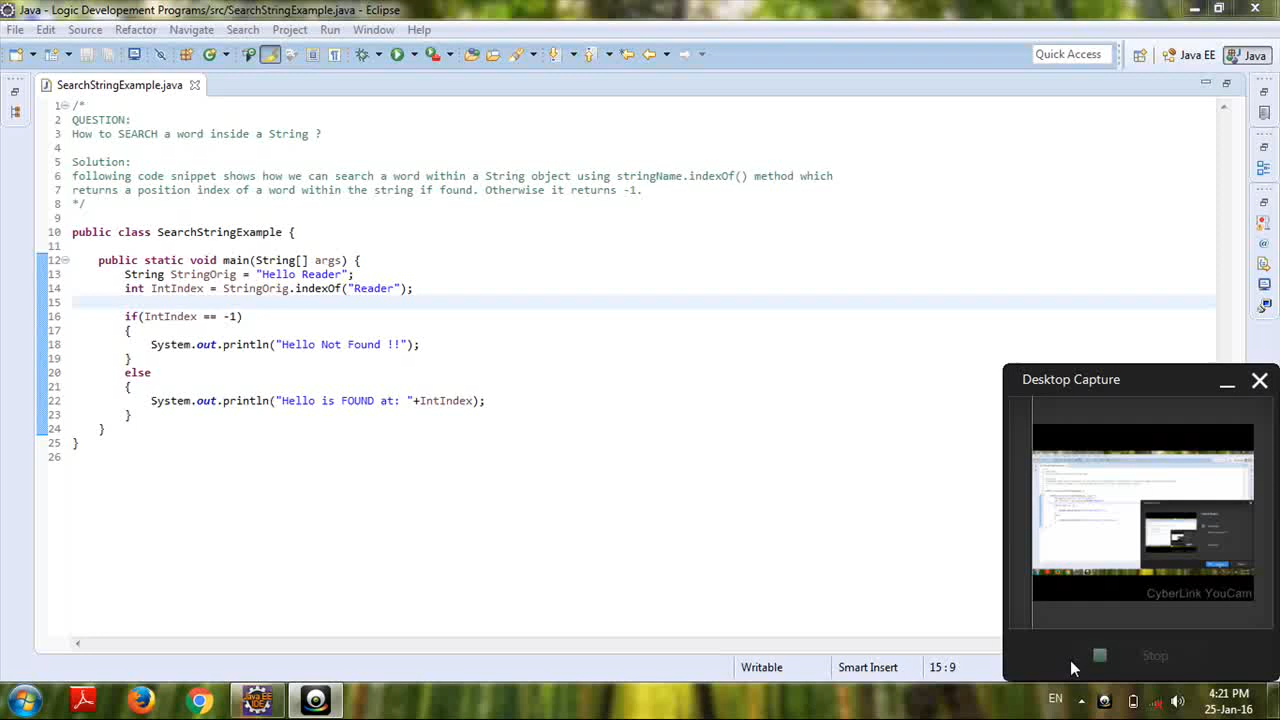 Java - Logic Developement Programs/src/SearchStringExample.java - Eclipse
File Edit Source Refactor Navigate Search Project Run Window Help
Quick Access Java EE Java
SearchStringExample.java
1 /*
2 QUESTION:
3 How to SEARCH a word inside a String ?
4
5 Solution:
6 following code snippet shows how we can search a word within a String object using stringName.indexOf() method which
7 returns a position index of a word within the string if found. Otherwise it returns -1.
8 */
9
10 public class SearchStringExample {
11
12 public static void main(String[] args) {
13 String StringOrig = "Hello Reader";
14 int IntIndex = StringOrig.indexOf("Reader");
15
16 if(IntIndex == -1)
17 {
18 System.out.println("Hello Not Found !!");
19 }
20 else
21 {
22 System.out.println("Hello is FOUND at: "+IntIndex);
23 }
24 }
25 }
26
Desktop Capture
CyberLink YouCam
Stop
Writable Smart Insert 15:9
Java EE
IDE
EN
4:21 PM
25-Jan-16